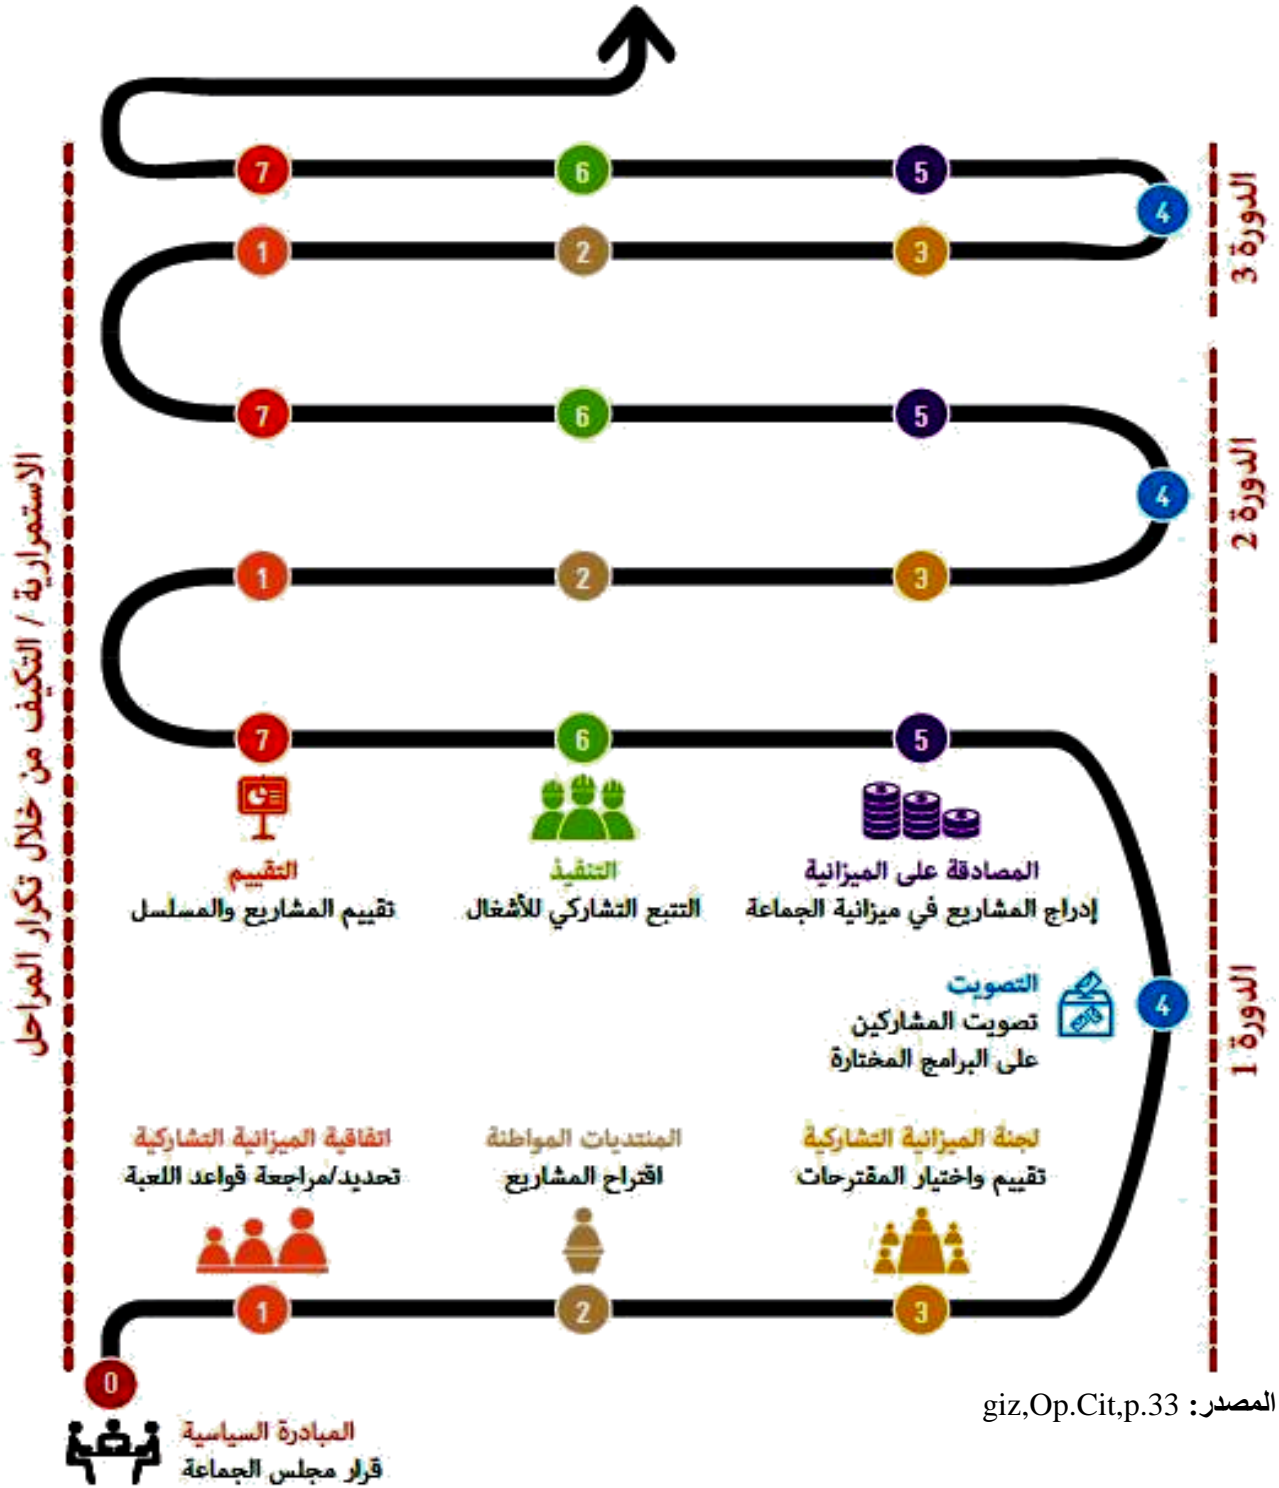 7
6
5
4
1
2
3
الدورة 3
7
6
5
4
1
2
3
الدورة 2
الاستمرارية / التكيف من خلال تكرار المراحل
7
6
5
التقييم
تقييم المشاريع والمسلسل
التنفيذ
التتبع التشاركي للأشغال
المصادقة على الميزانية
إدراج المشاريع في ميزانية الجماعة
4
التصويت
تصويت المشاركين
على البرامج المختارة
الدورة 1
اتفاقية الميزانية التشاركية
تحديد/مراجعة قواعد اللعبة
المنتديات المواطنة
اقتراح المشاريع
لجنة الميزانية التشاركية
تقييم واختيار المقترحات
1
2
3
0
المبادرة السياسية
قرار مجلس الجماعة
المصدر: giz,Op.Cit,p.33